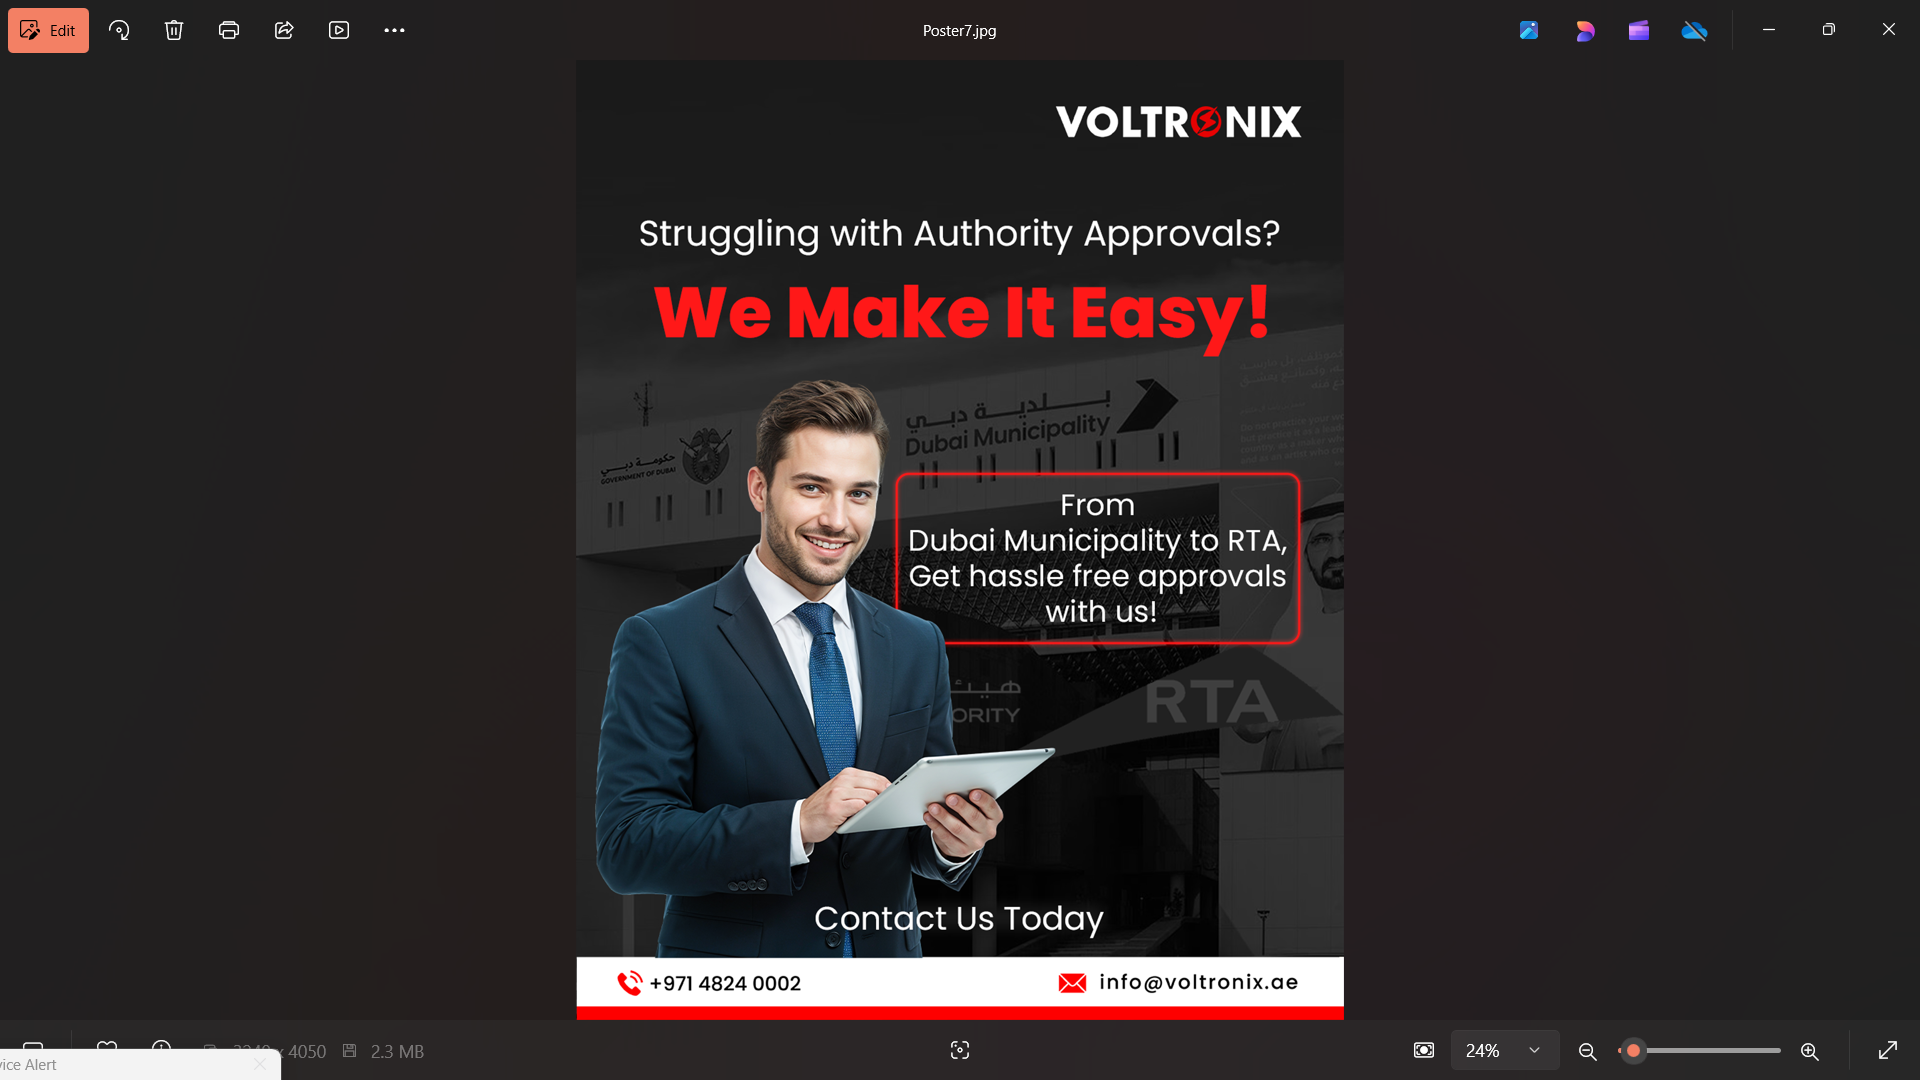 Edit
Poster7.jpg
VOLTRONIX
Struggling with Authority Approvals?
We Make It Easy!
بلدية دبي
Dubai Municipality
حكومة دبي
GOVERNMENT OF DUBAI
From
Dubai Municipality to RTA,
Get hassle free approvals
with us!
هيئـ
ORITY
RTA
Contact Us Today
+971 4824 0002
info@voltronix.ae
x 4050
2.3 MB
24%
vice Alert